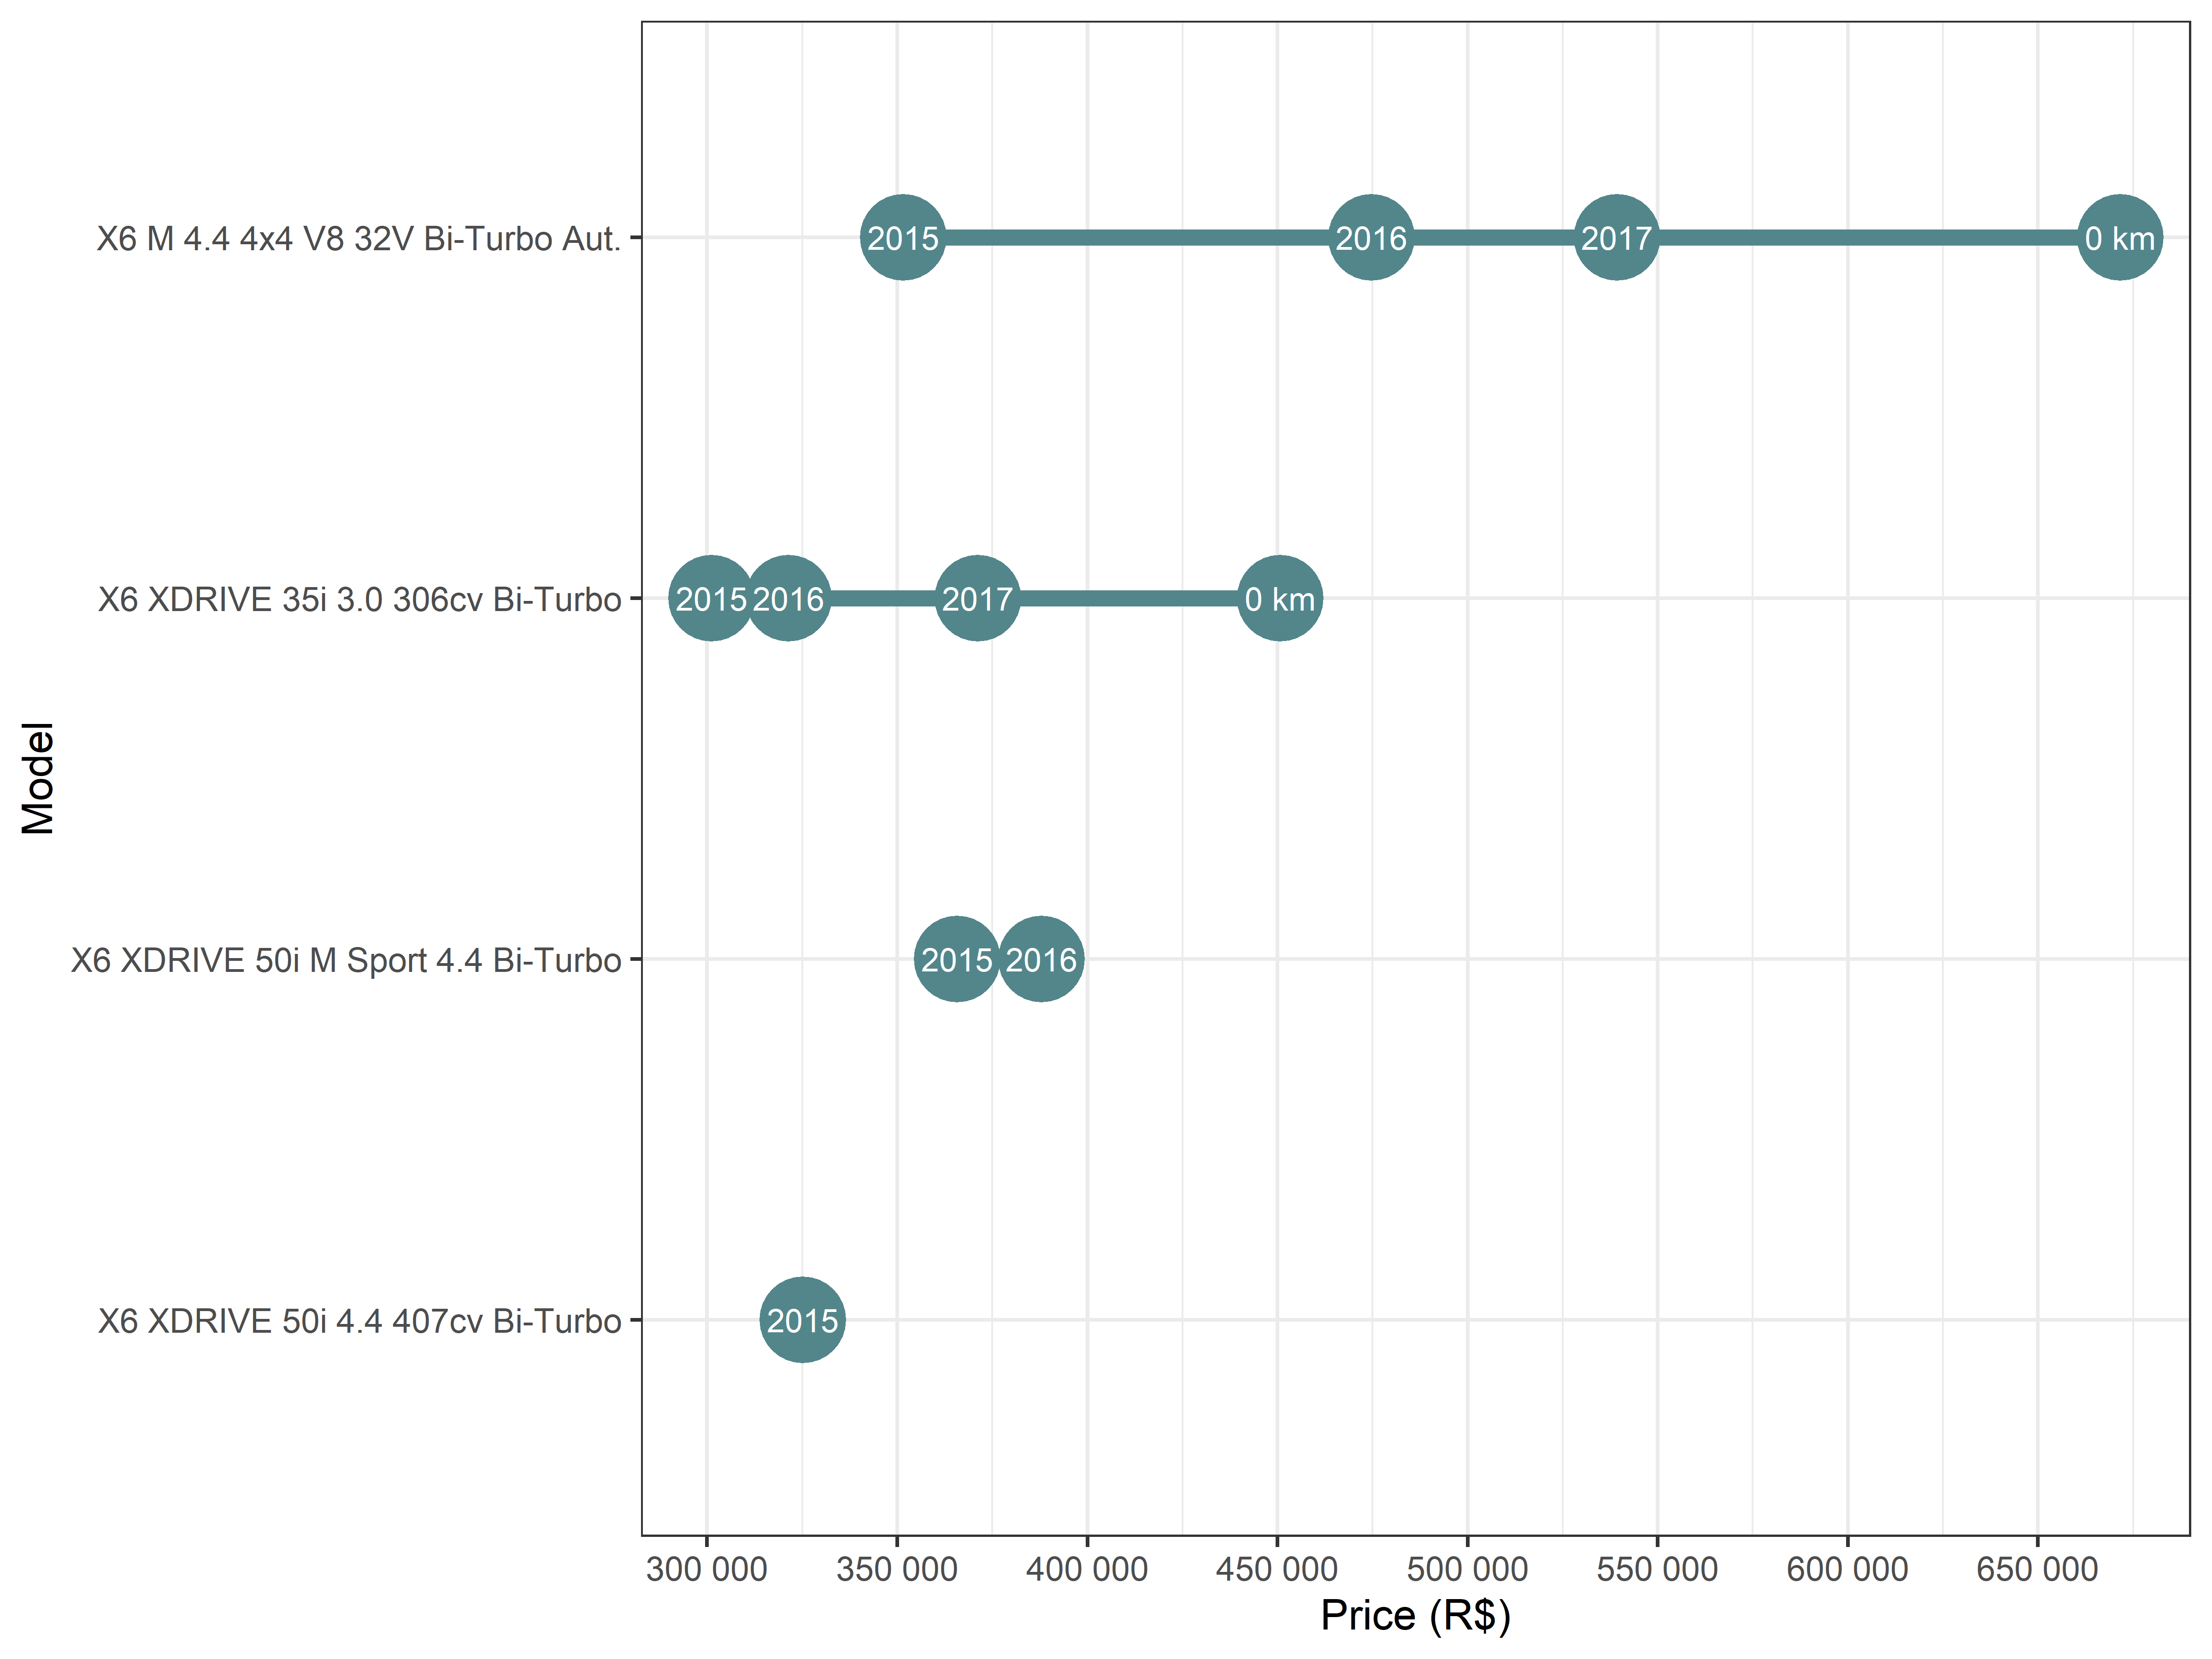 Model
X6 M 4.4 4x4 V8 32V Bi-Turbo Aut.
2015 2016 2017 0 km
X6 XDRIVE 35i 3.0 306cv Bi-Turbo
2015 2016 2017 0 km
X6 XDRIVE 50i M Sport 4.4 Bi-Turbo
2015 2016
X6 XDRIVE 50i 4.4 407cv Bi-Turbo
2015
300 000 350 000 400 000 450 000 500 000 550 000 600 000 650 000
Price (R$)